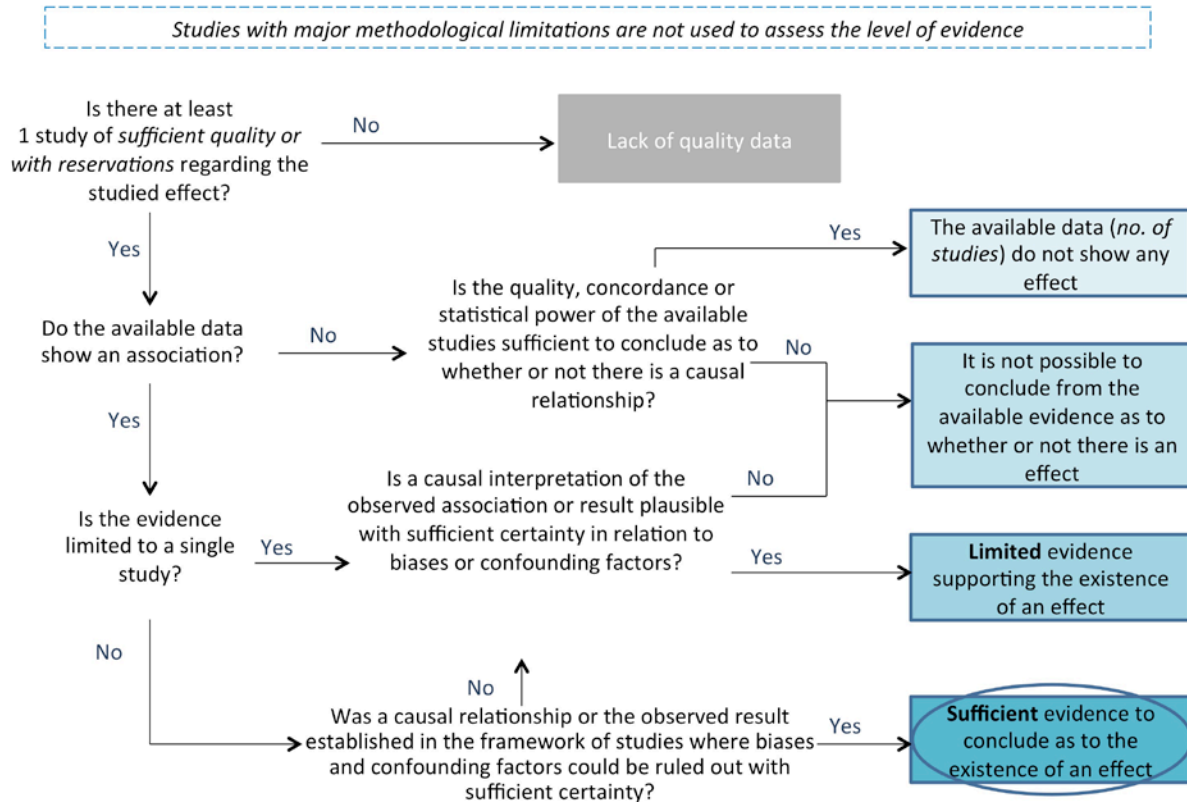 Studies with major methodological limitations are not used to assess the level of evidence
Is there at least
1 study of sufficient quality or
with reservations regarding the
studied effect?
No
Lack of quality data
Yes
Yes
The available data (no. of
studies) do not show any
effect
Do the available data
show an association?
No
Is the quality, concordance or
statistical power of the available
studies sufficient to conclude as to
whether or not there is a causal
relationship?
No
It is not possible to
conclude from the
available evidence as to
whether or not there is an
effect
Yes
Is the evidence
limited to a single
study?
Yes
Is a causal interpretation of the
observed association or result plausible
with sufficient certainty in relation to
biases or confounding factors?
No
Yes
Limited evidence
supporting the existence
of an effect
No
No
Was a causal relationship or the observed result
established in the framework of studies where biases
and confounding factors could be ruled out with
sufficient certainty?
Yes
Sufficient evidence to
conclude as to the
existence of an effect